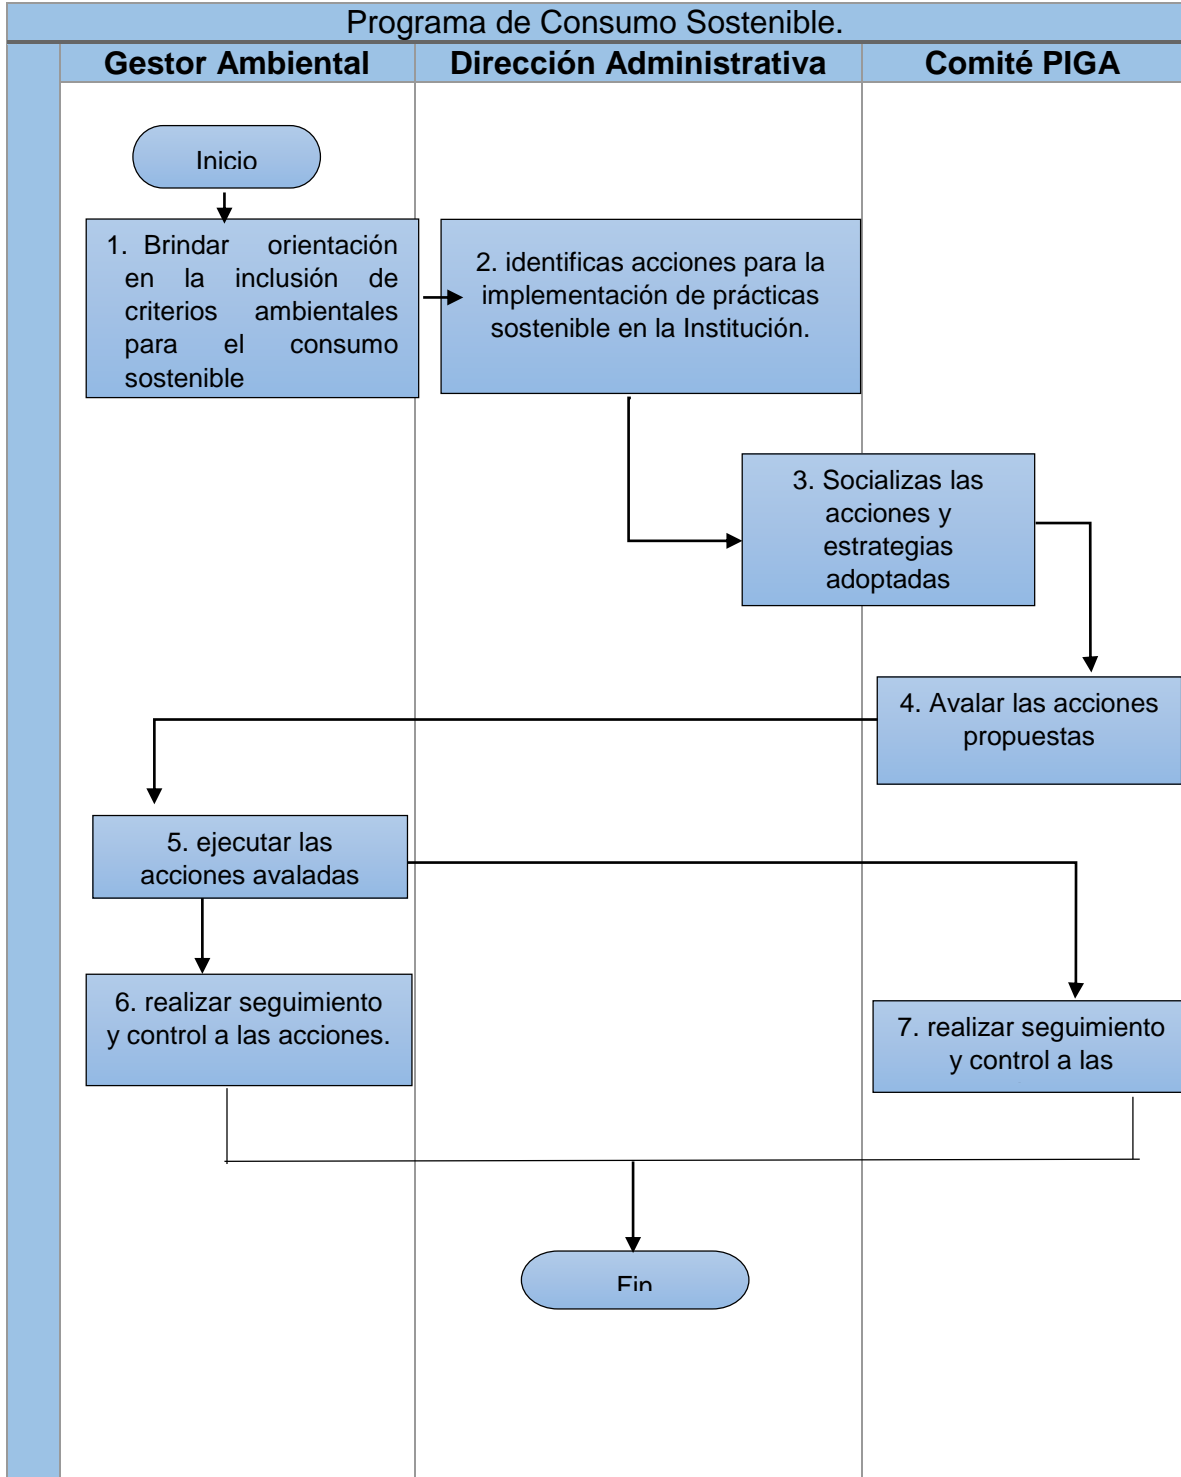 Programa de Consumo Sostenible.
Gestor Ambiental
Dirección Administrativa
Comité PIGA
Inicio
1. Brindar orientación
en la inclusión de
criterios ambientales
para el consumo
sostenible
2. identificas acciones para la
implementación de prácticas
sostenible en la Institución.
3. Socializas las
acciones y
estrategias
adoptadas
4. Avalar las acciones
propuestas
5. ejecutar las
acciones avaladas
6. realizar seguimiento
y control a las acciones.
7. realizar seguimiento
y control a las
Fin